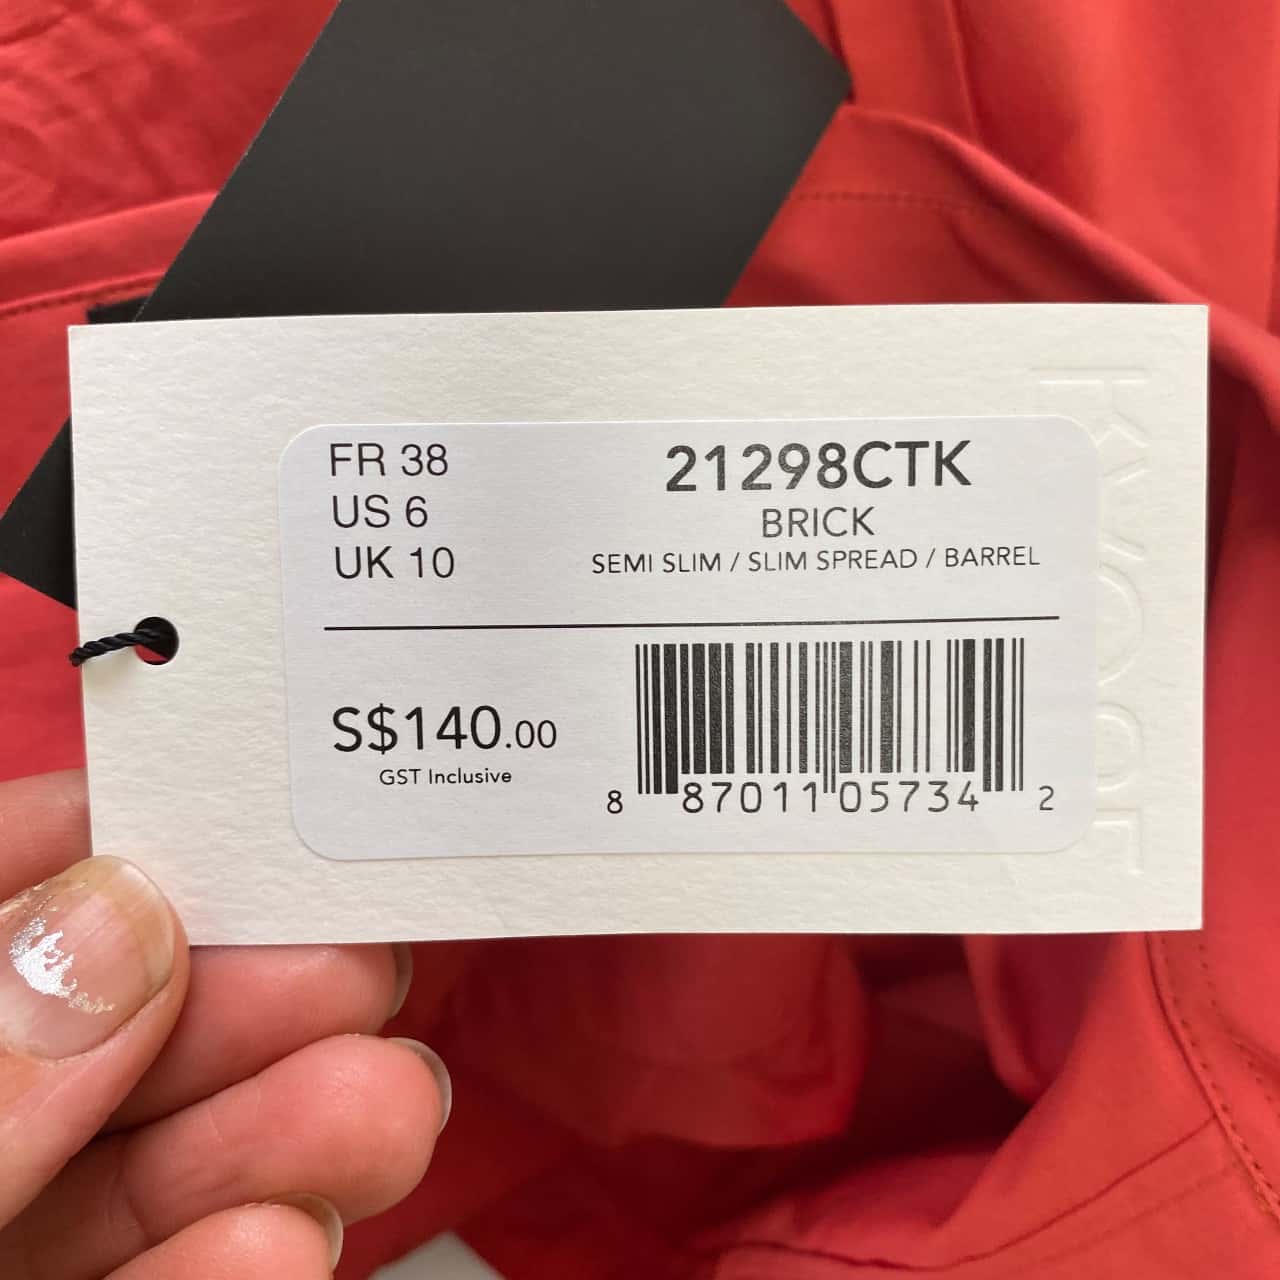 FR 38
US 6
UK 10
21298CTK
BRICK
SEMI SLIM / SLIM SPREAD / BARREL
S$140.00
GST Inclusive
8 87011 05734 2